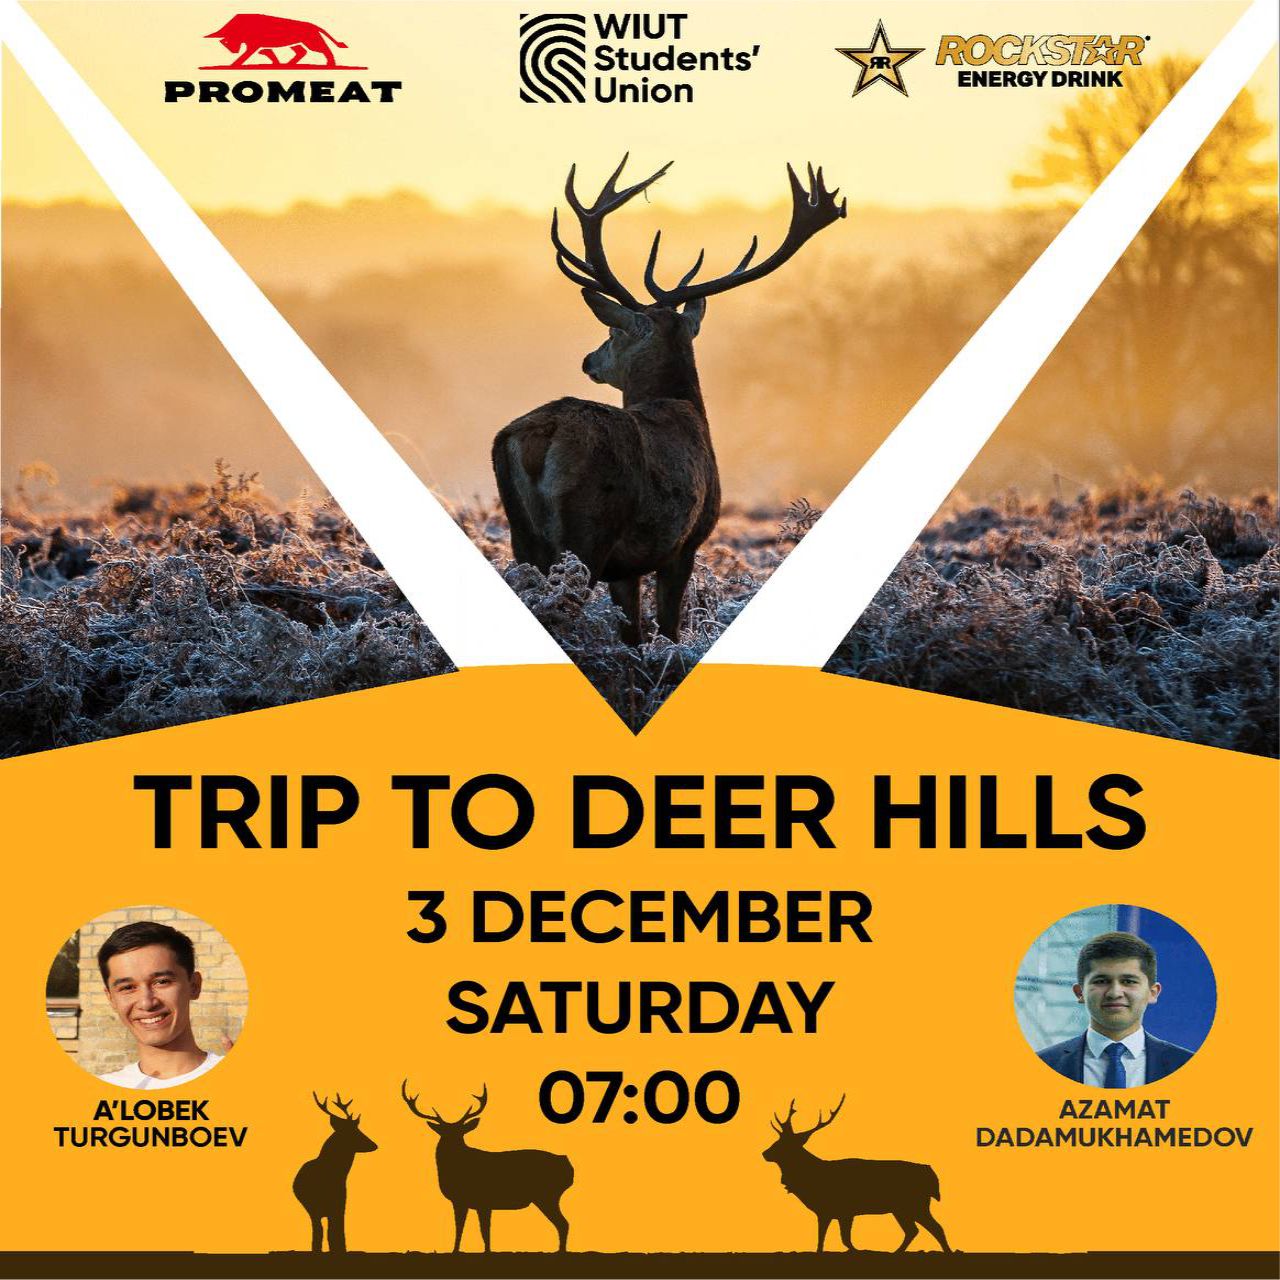 PROMEAT
WIUT
Students'
Union
RR
ROCKSTAR
ENERGY DRINK
TRIP TO DEER HILLS
3 DECEMBER
SATURDAY
07:00
A'LOBEK
TURGUNBOEV
AZAMAT
DADAMUKHAMEDOV